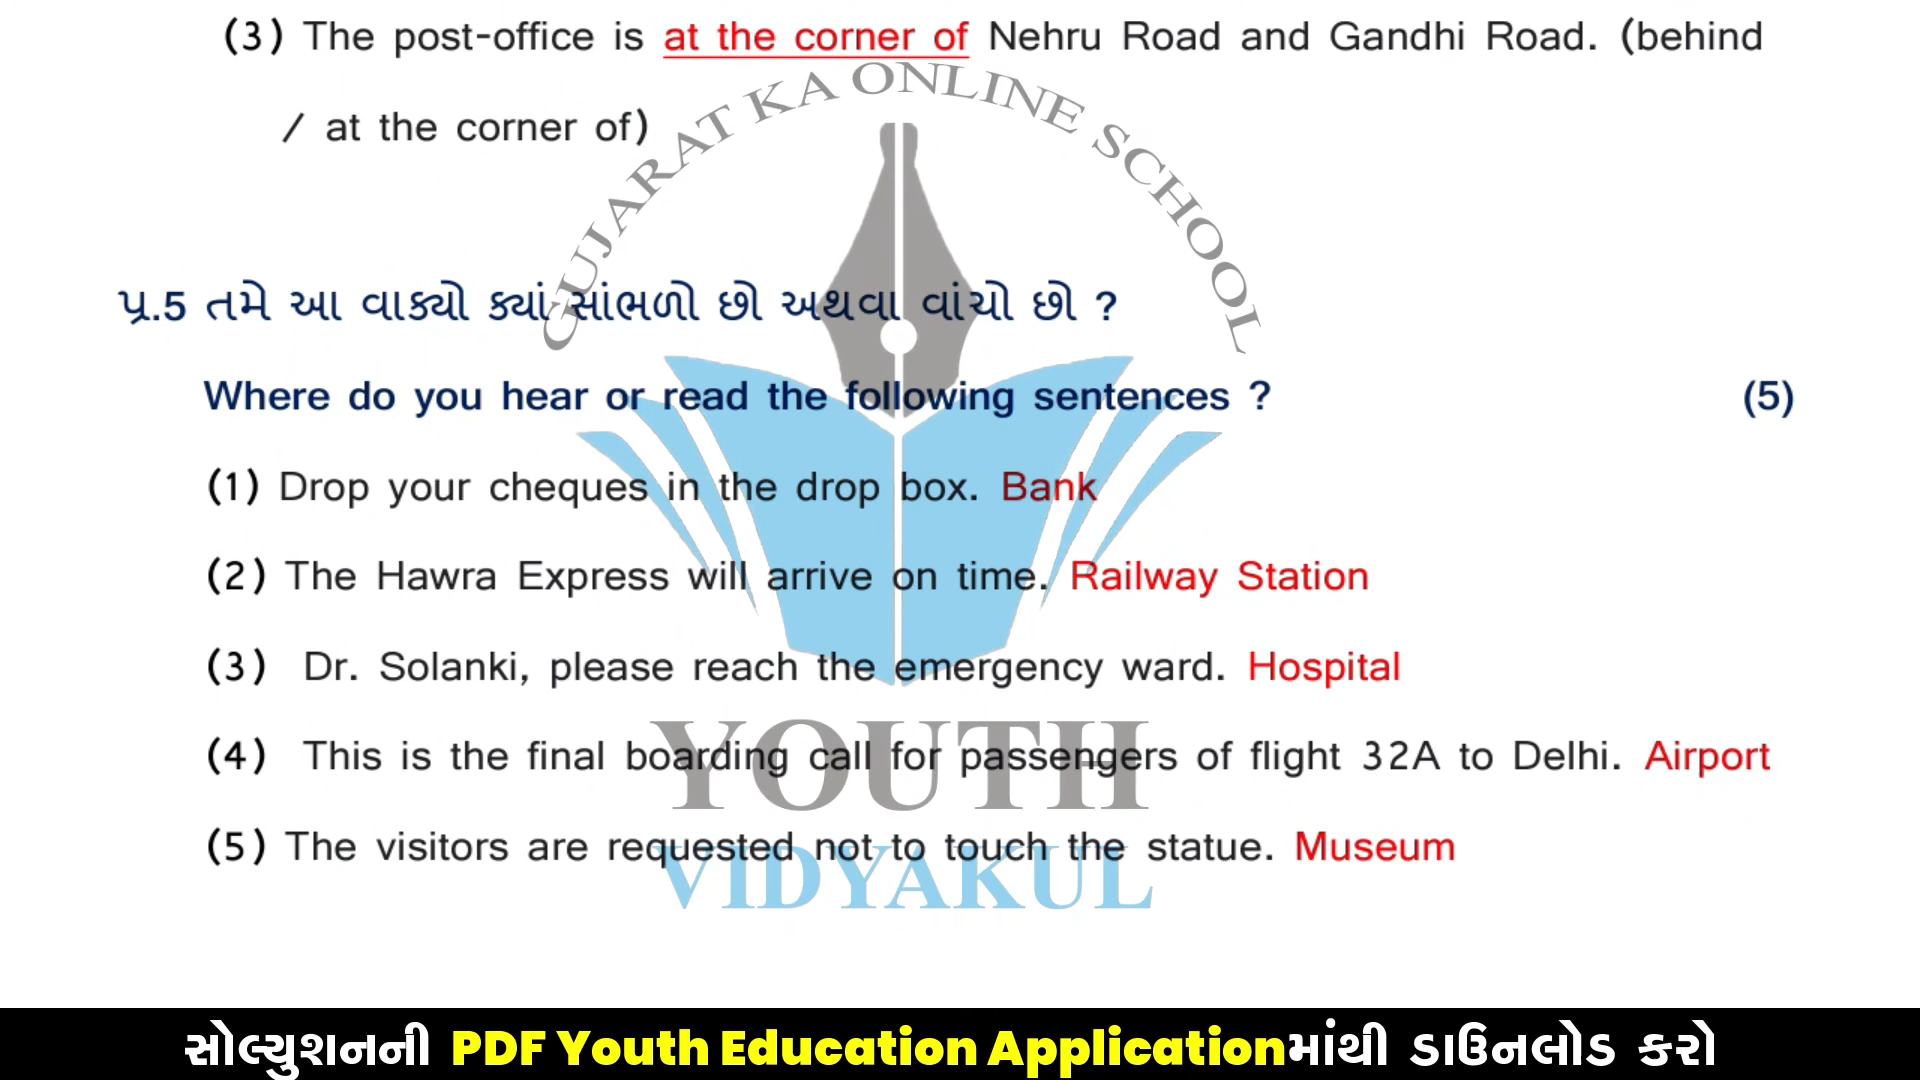 (3) The post-office is at the corner of Nehru Road and Gandhi Road. (behind
/ at the corner of)
GUJARAT KA ONLINE SCHOOL
પ્ર.5 તમે આ વાક્યો ક્યાં સાંભળો છો અથવા વાંચો છો ?
Where do you hear or read the following sentences ? (5)
(1) Drop your cheques in the drop box. Bank
(2) The Hawra Express will arrive on time. Railway Station
(3) Dr. Solanki, please reach the emergency ward. Hospital
YOUTH
(4) This is the final boarding call for passengers of flight 32A to Delhi. Airport
(5) The visitors are requested not to touch the statue. Museum
VIDYAKUL
સોલ્યુશનની PDF Youth Education Applicationમાંથી ડાઉનલોડ કરો